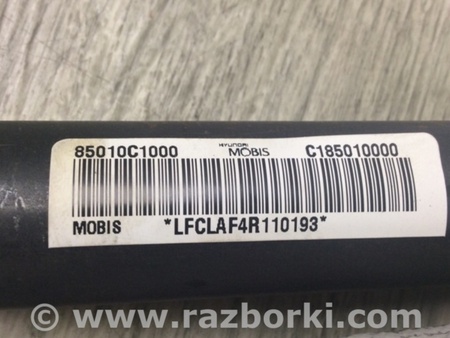 85010C1000 HYUNDAI MOBIS C185010000
MOBIS *LFCLAF4R110193*
© www.razborki.com